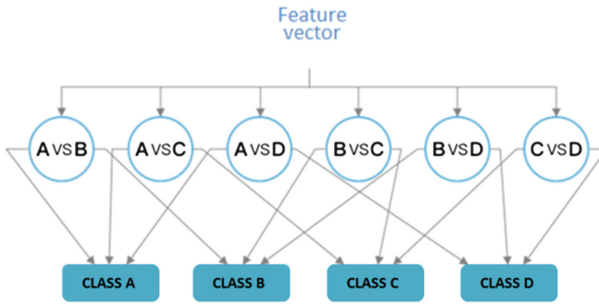 Feature
vector
A VS B A VS C A VS D B VS C B VS D C VS D
CLASS A CLASS B CLASS C CLASS D